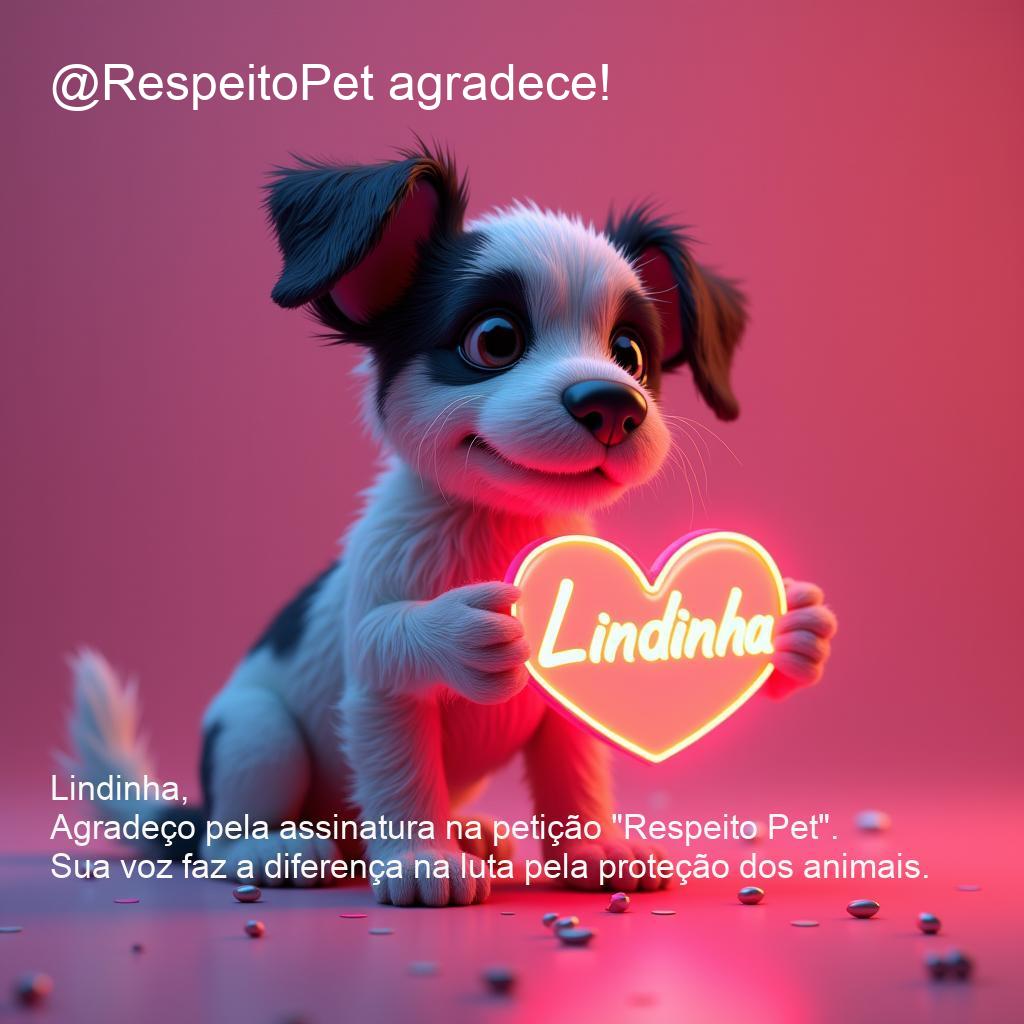 @RespeitoPet agradece!
Lindinha
Lindinha,
Agradeço pela assinatura na petição "Respeito Pet".
Sua voz faz a diferença na luta pela proteção dos animais.